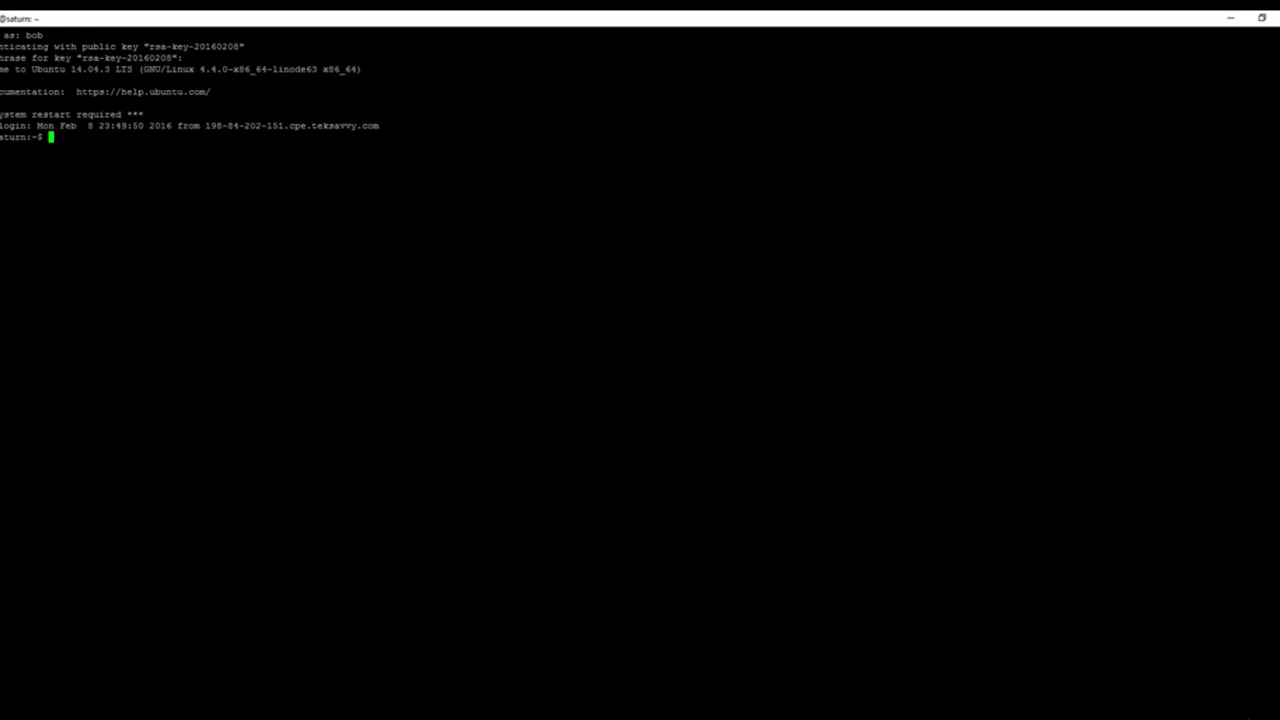 @saturn: ~
as: bob
nticating with public key "rsa-key-20160208"
hrase for key "rsa-key-20160208":
me to Ubuntu 14.04.3 LTS (GNU/Linux 4.4.0-x86_64-linode63 x86_64)
cumentation:  https://help.ubuntu.com/
ystem restart required ***
login: Mon Feb  8 23:49:50 2016 from 198-84-202-151.cpe.teksavvy.com
aturn:~$